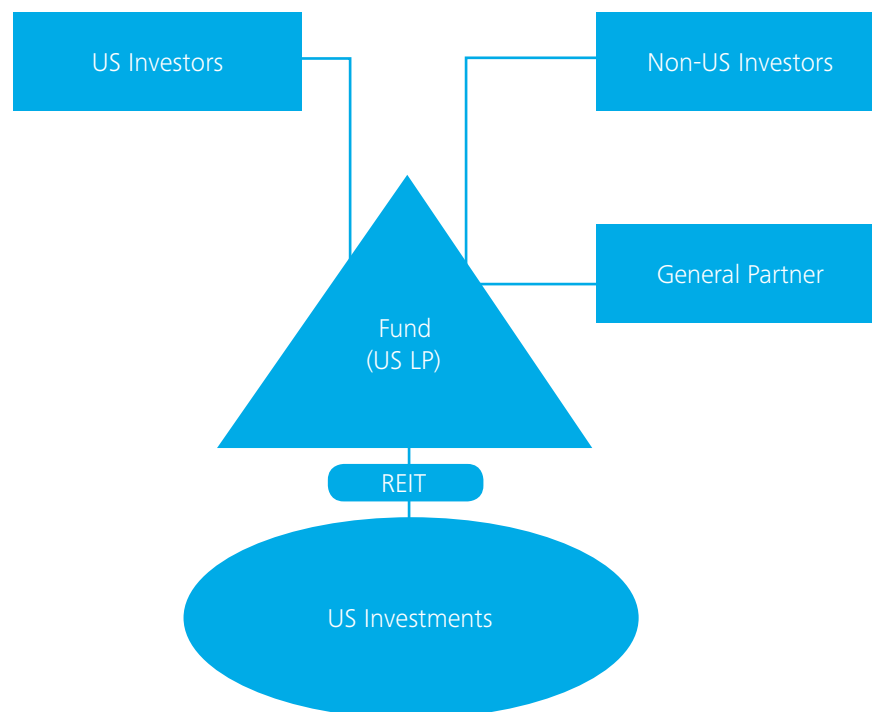 US Investors
Non-US Investors
General Partner
Fund
(US LP)
REIT
US Investments